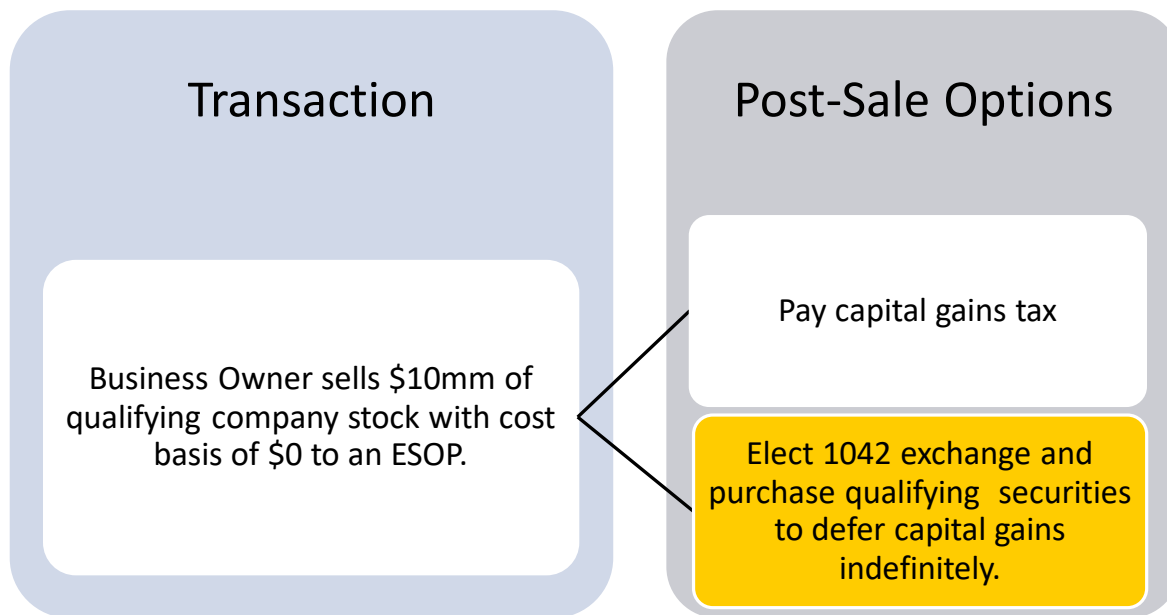 Transaction
Business Owner sells $10mm of
qualifying company stock with cost
basis of $0 to an ESOP.
Post-Sale Options
Pay capital gains tax
Elect 1042 exchange and
purchase qualifying  securities
to defer capital gains
indefinitely.